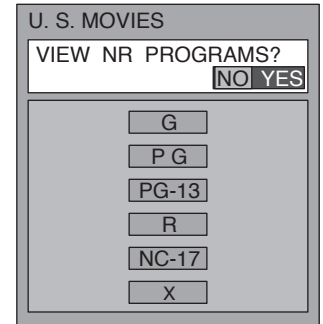 U. S. MOVIES
VIEW NR PROGRAMS?
NO YES
G
P G
PG-13
R
NC-17
X